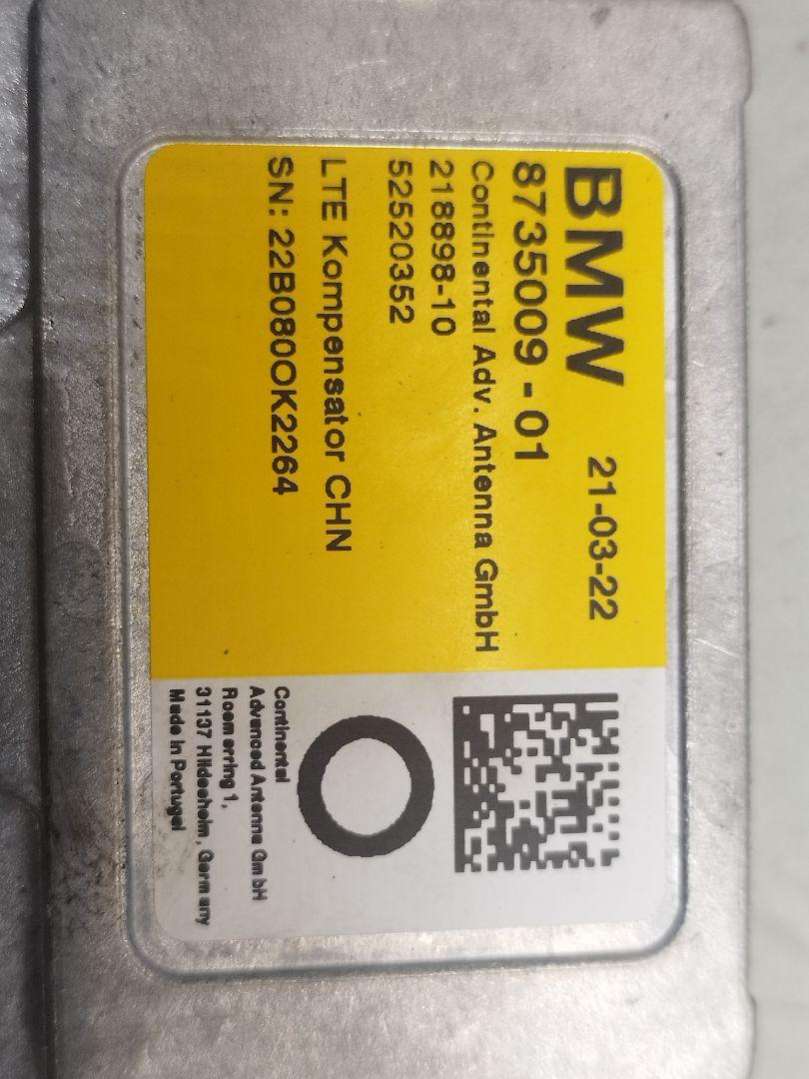 BMW 21-03-22
8735009 - 01
Continental Adv. Antenna GmbH
218898-10
52520352
LTE Kompensator CHN
SN: 22B080OK2264
Continental
Advanced Antenna GmbH
Roemerring 1,
31137 Hildesheim, Germany
Made in Portugal